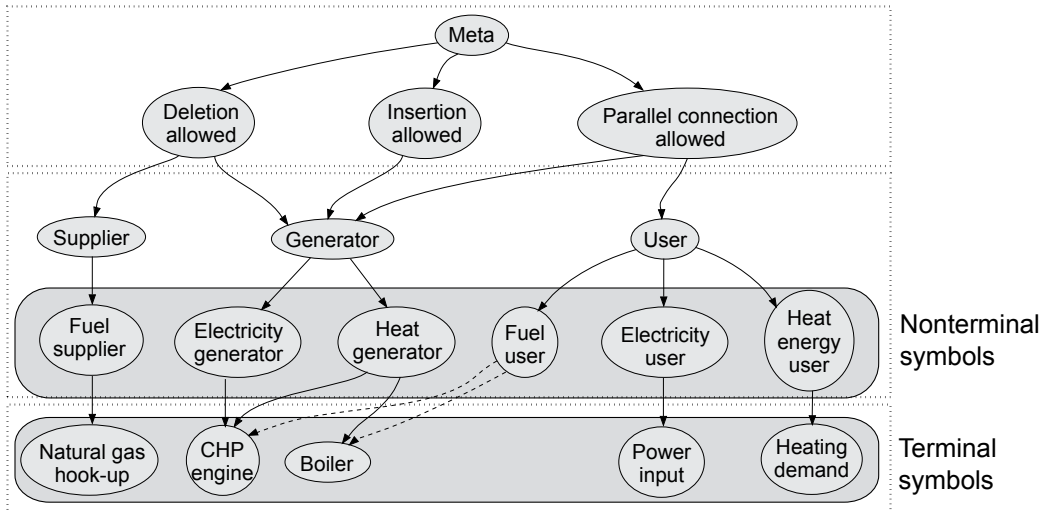 Meta
Deletion
allowed
Insertion
allowed
Parallel connection
allowed
Supplier
Generator
User
Fuel
supplier
Electricity
generator
Heat
generator
Fuel
user
Electricity
user
Heat
energy
user
Nonterminal
symbols
Natural gas
hook-up
CHP
engine
Boiler
Power
input
Heating
demand
Terminal
symbols